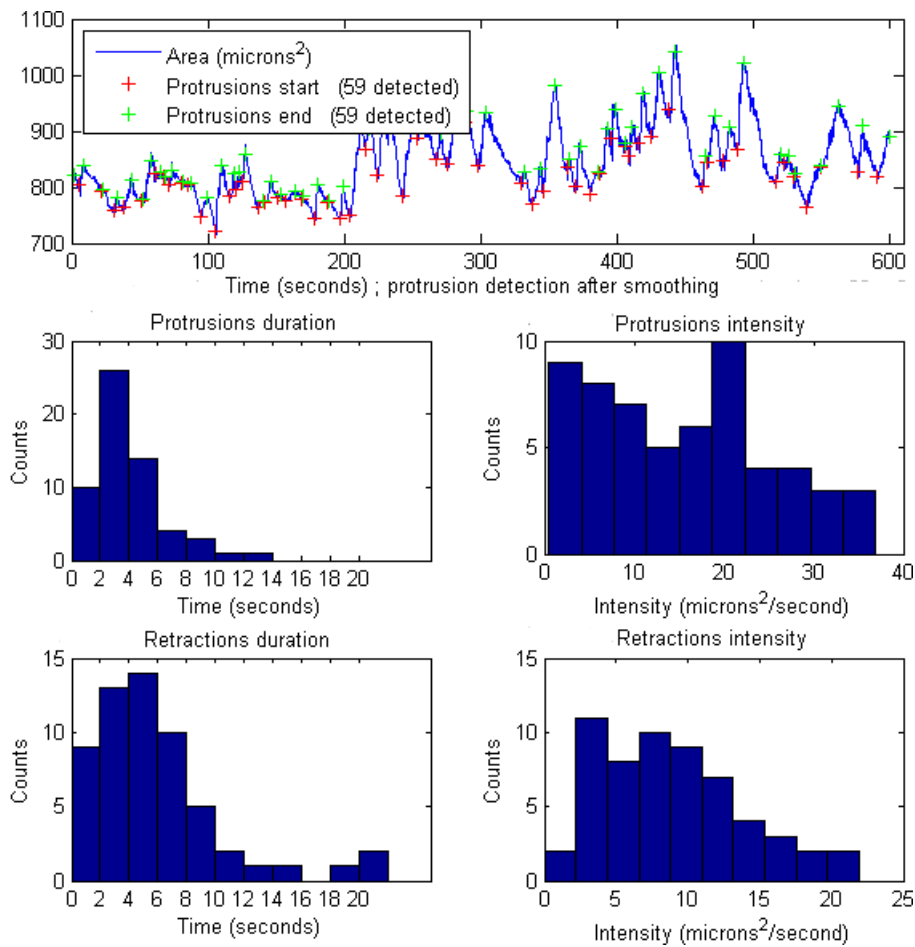 1100
1000
900
800
700
Area (microns²)
Protrusions start (59 detected)
Protrusions end (59 detected)
0 100 200 300 400 500 600
Time (seconds) ; protrusion detection after smoothing
Protrusions duration
30
20
10
0
Counts
0 2 4 6 8 10 12 14 16 18 20
Time (seconds)
Protrusions intensity
10
5
0
Counts
0 10 20 30 40
Intensity (microns²/second)
Retractions duration
15
10
5
0
Counts
0 2 4 6 8 10 12 14 16 18 20
Time (seconds)
Retractions intensity
15
10
5
0
Counts
0 5 10 15 20 25
Intensity (microns²/second)